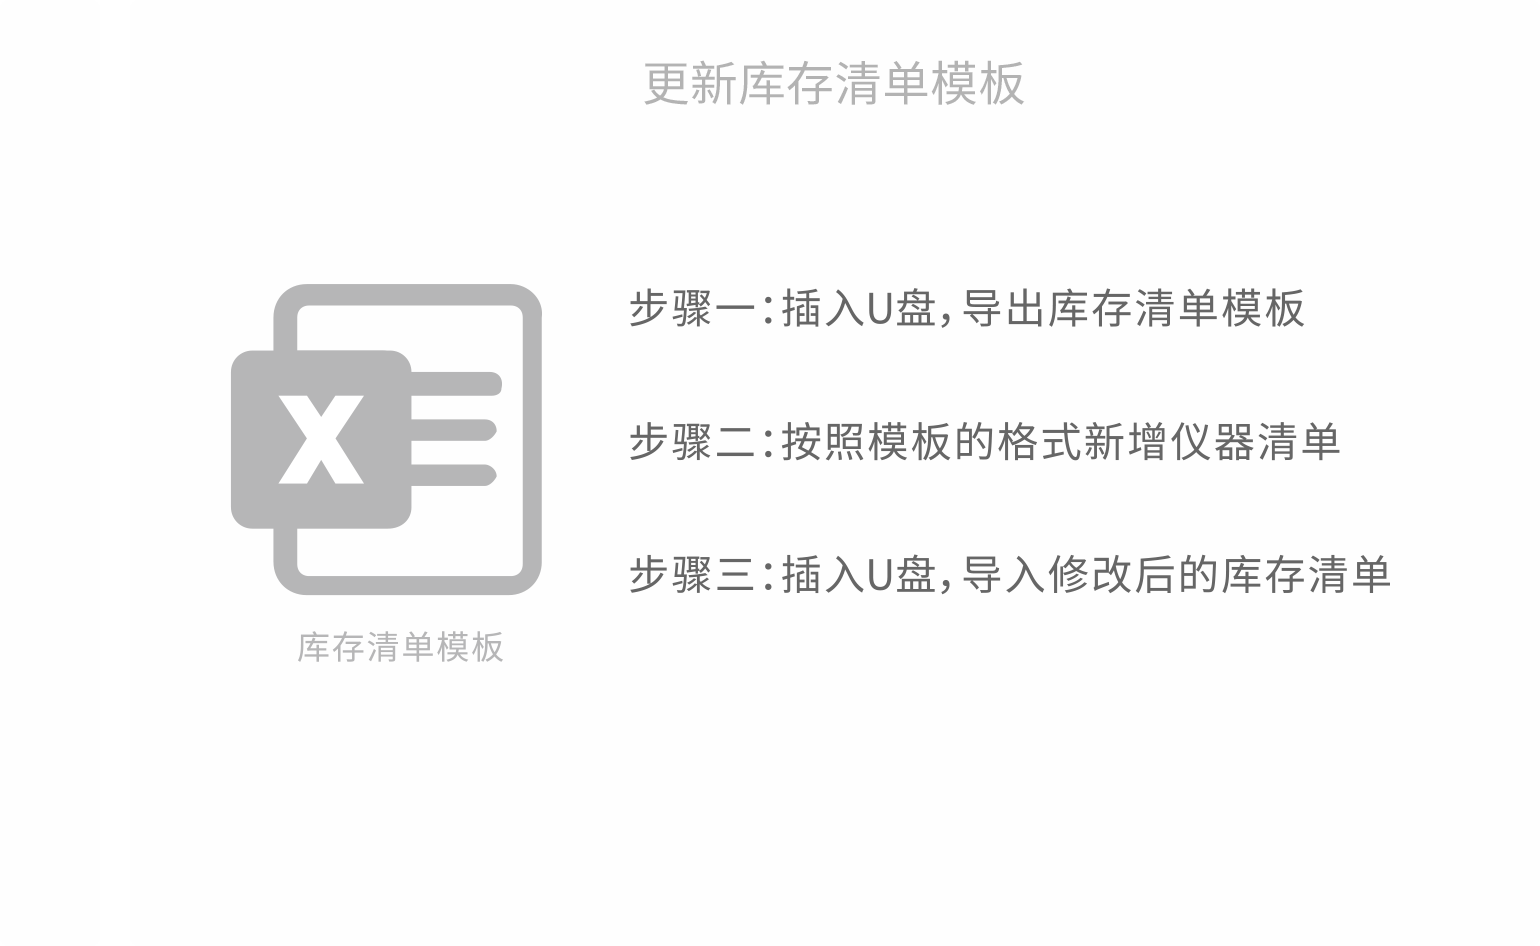 更新库存清单模板
步骤一：插入U盘，导出库存清单模板
步骤二：按照模板的格式新增仪器清单
步骤三：插入U盘，导入修改后的库存清单
X
库存清单模板